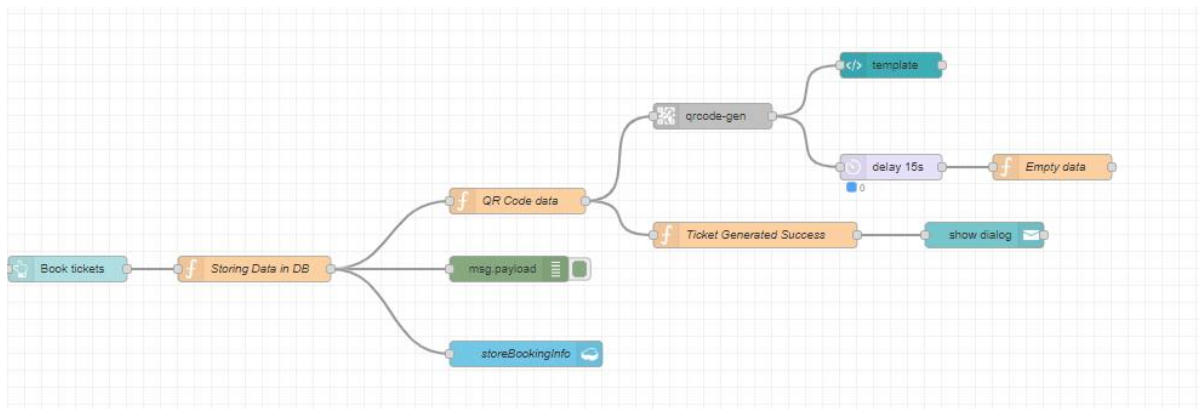 </> template
qrcode-gen
delay 15s
Empty data
0
f QR Code data
f Ticket Generated Success
show dialog
Book tickets
f Storing Data in DB
msg.payload
storeBookingInfo